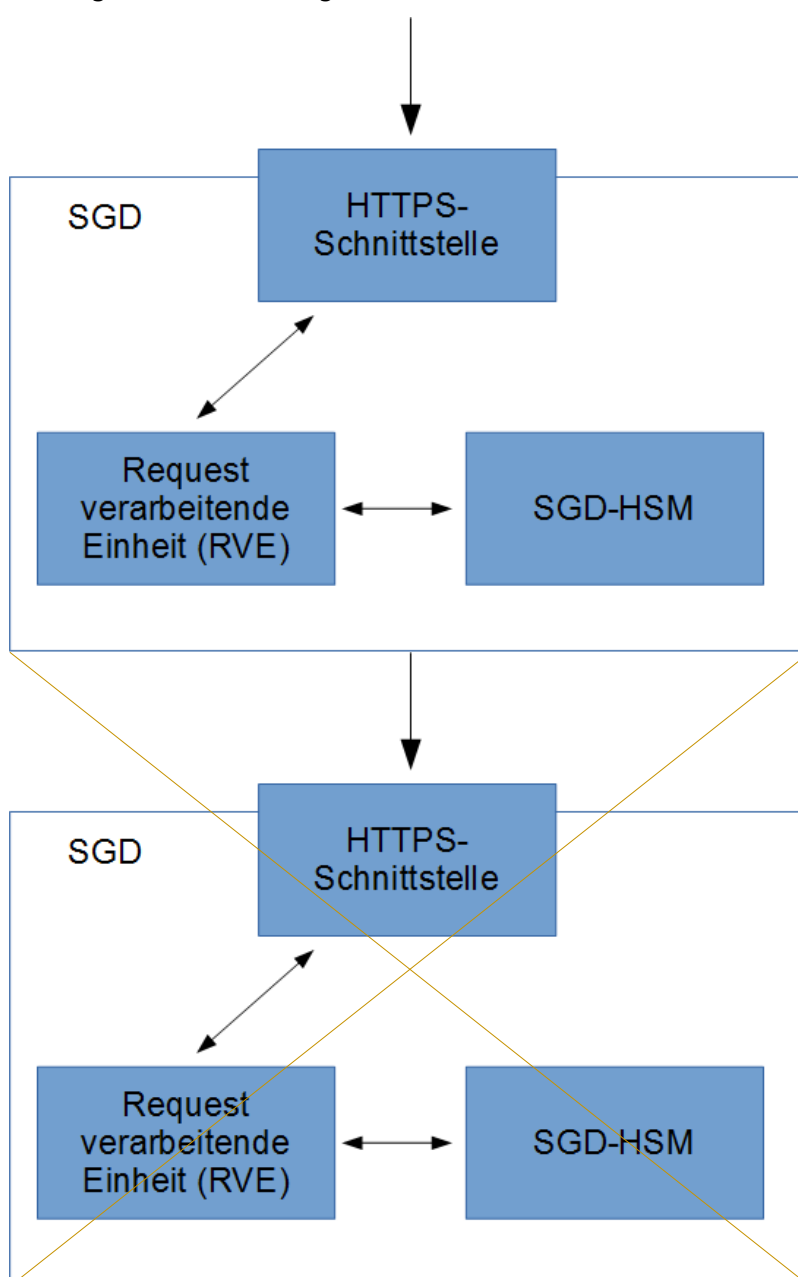 SGD
HTTPS-
Schnittstelle
Request
verarbeitende
Einheit (RVE)
SGD-HSM
SGD
HTTPS-
Schnittstelle
Request
verarbeitende
Einheit (RVE)
SGD-HSM